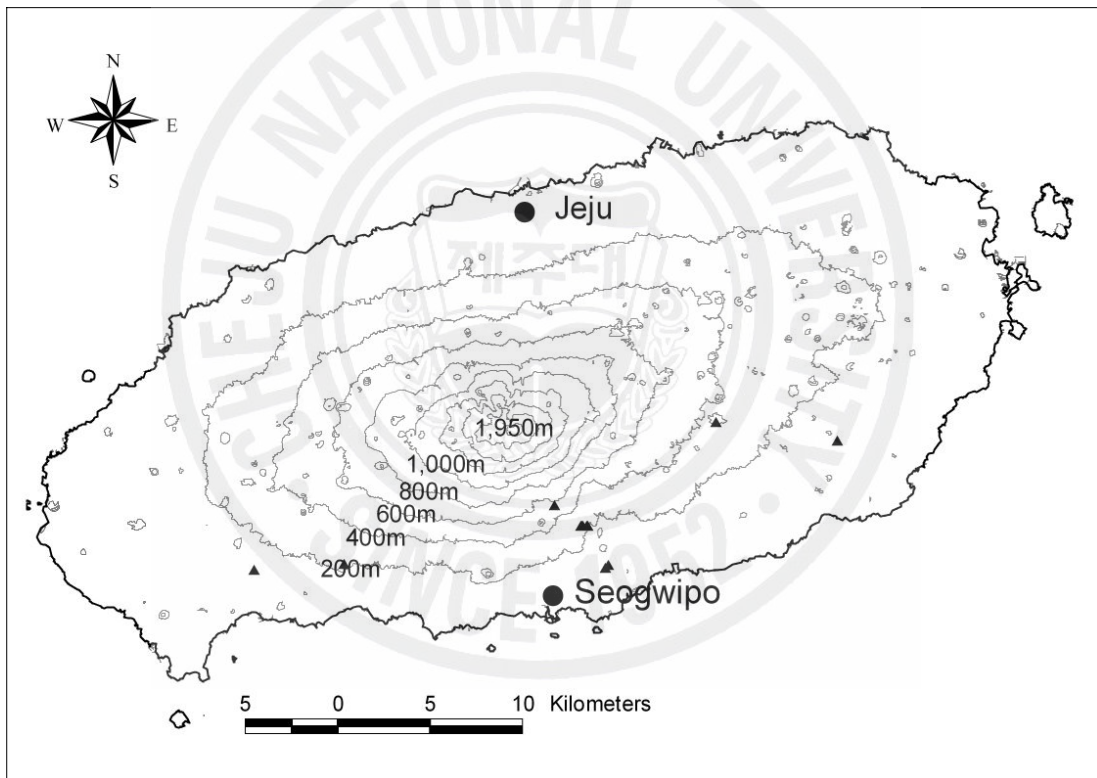 CHEJU NATIONAL UNIVERSITY
N
W E
S
Jeju
제주대
1,950m
1,000m
800m
600m
400m
200m
SINCE 1952
Seogwipo
5 0 5 10 Kilometers